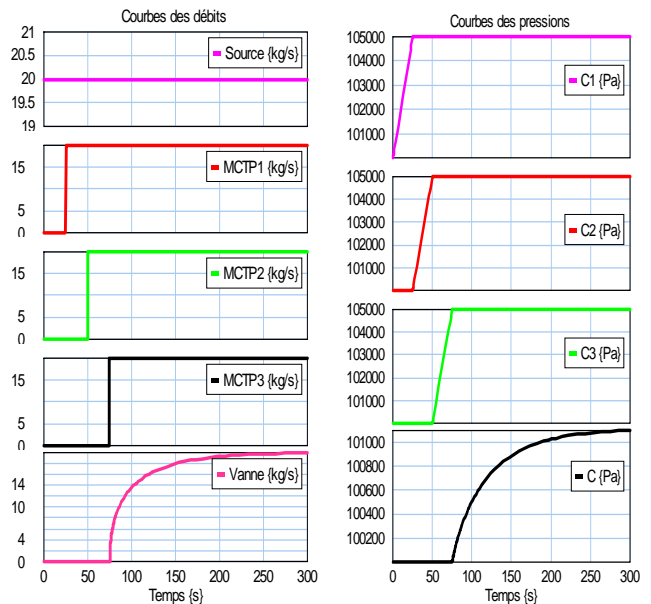 Courbes des débits
21
20.5
20
19.5
19
Source {kg/s}
15
5
0
MCTP1 {kg/s}
15
5
0
MCTP2 {kg/s}
15
5
0
MCTP3 {kg/s}
14
10
4
0
Vanne {kg/s}
0 50 100 150 200 250 300
Temps {s}
Courbes des pressions
105000
104000
103000
102000
101000
C1 {Pa}
105000
104000
103000
102000
101000
C2 {Pa}
105000
104000
103000
102000
101000
C3 {Pa}
101000
100800
100600
100400
100200
C {Pa}
0 50 100 150 200 250 300
Temps {s}